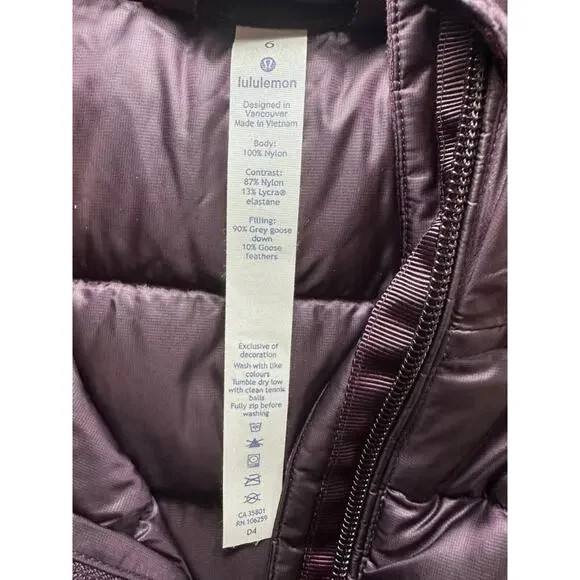 6
lululemon
Designed in
Vancouver
Made in Vietnam
Body:
100% Nylon
Contrast:
87% Nylon
13% Lycra®
elastane
Filling:
90% Grey goose
down
10% Goose
feathers
Exclusive of
decoration
Wash with like
colours
Tumble dry low
with clean tennis
balls
Fully zip before
washing
CA 35801
RN 106259
D4